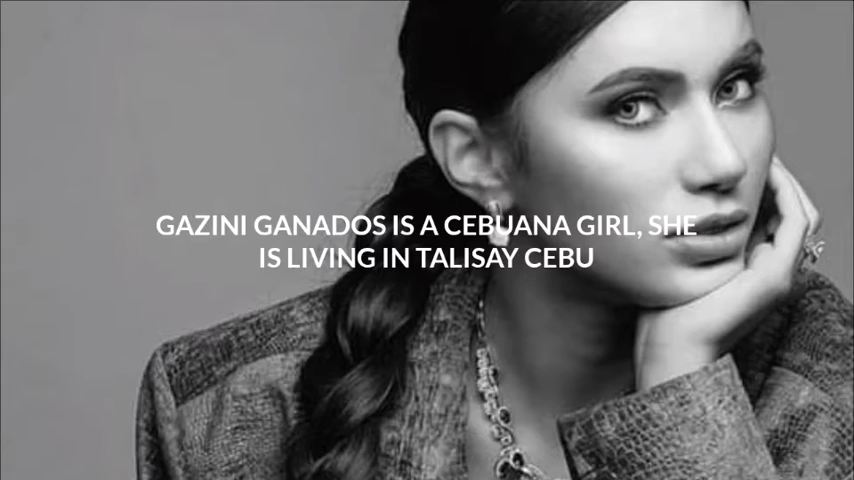 GAZINI GANADOS IS A CEBUANA GIRL, SHE
IS LIVING IN TALISAY CEBU